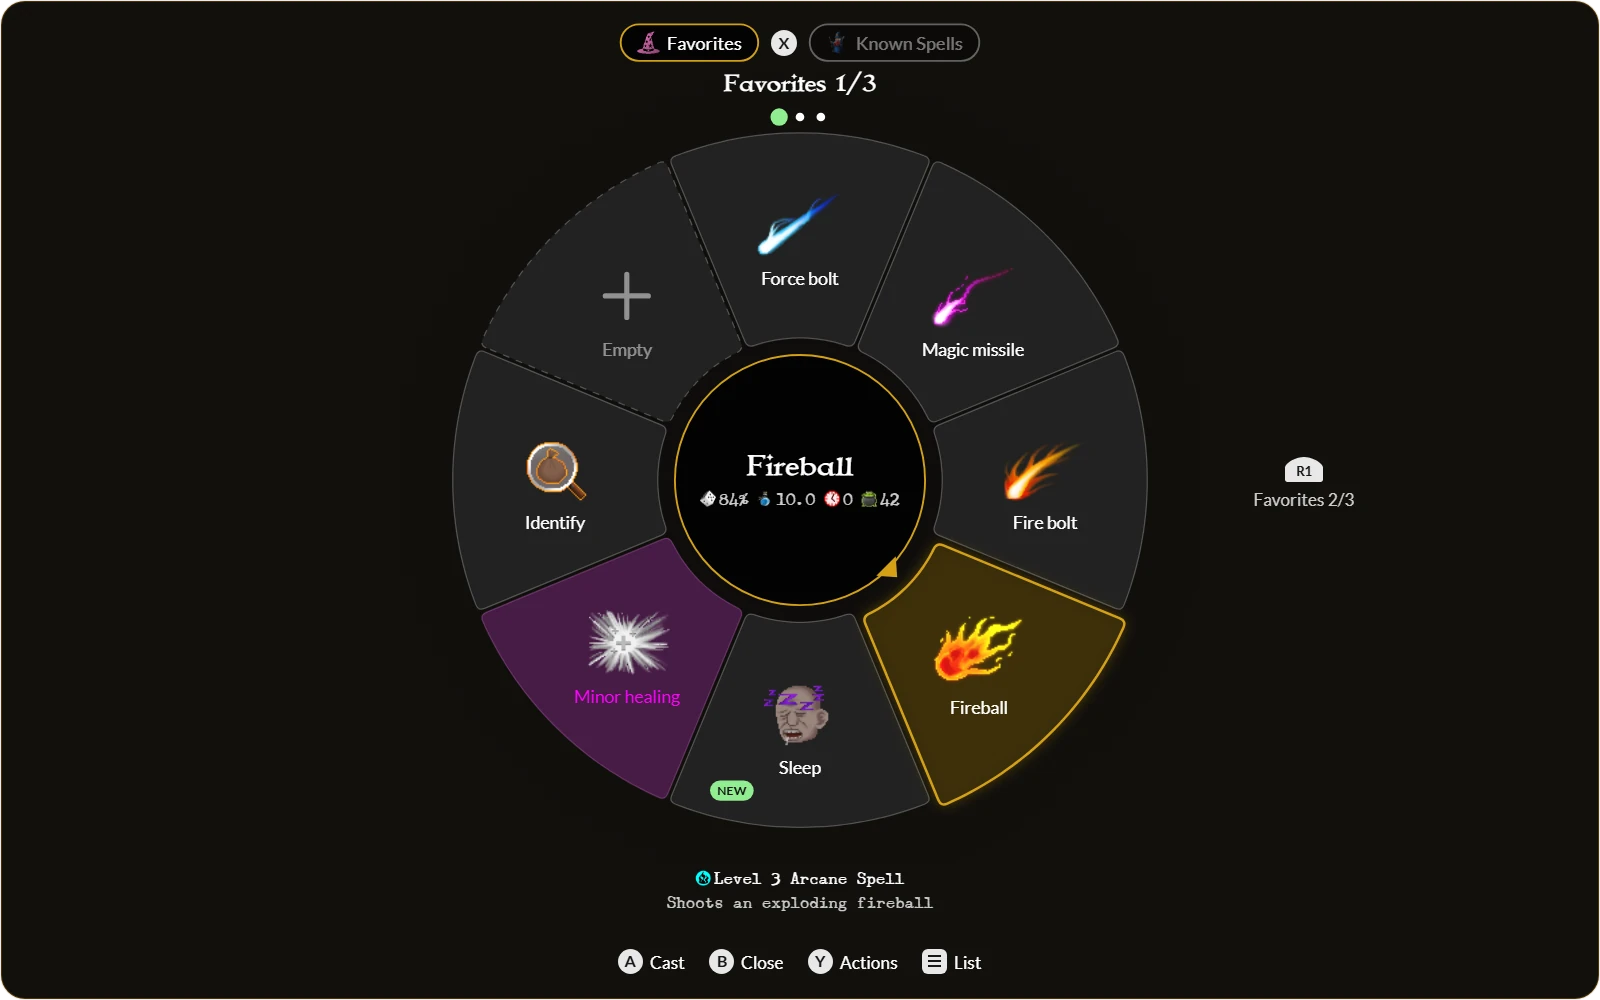 Favorites X Known Spells
Favorites 1/3
Force bolt
Magic missile
Empty
Fireball
84% 10.0 0 42
Identify
Fire bolt
R1
Favorites 2/3
Minor healing
Fireball
Sleep
NEW
Level 3 Arcane Spell
Shoots an exploding fireball
A Cast B Close Y Actions List